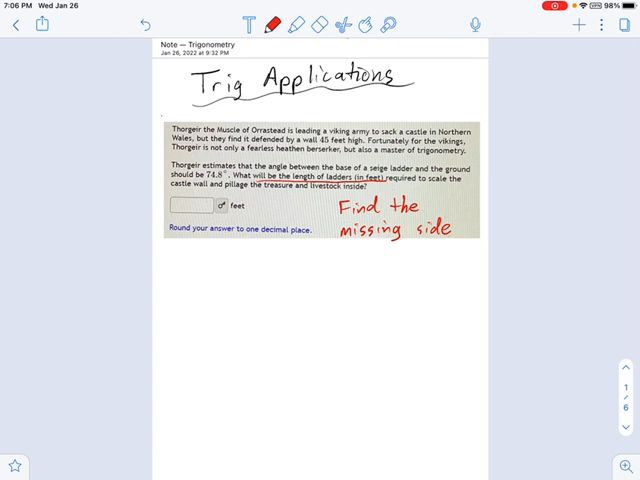 7:06 PM Wed Jan 26
98%
T
Note — Trigonometry
Jan 26, 2022 at 9:32 PM
Trig Applications
Thorgeir the Muscle of Orrastead is leading a viking army to sack a castle in Northern
Wales, but they find it defended by a wall 45 feet high. Fortunately for the vikings,
Thorgeir is not only a fearless heathen berserker, but also a master of trigonometry.
Thorgeir estimates that the angle between the base of a seige ladder and the ground
should be 74.8°. What will be the length of ladders (in feet) required to scale the
castle wall and pillage the treasure and livestock inside?
feet
Find the
missing side
Round your answer to one decimal place.
1
/
6